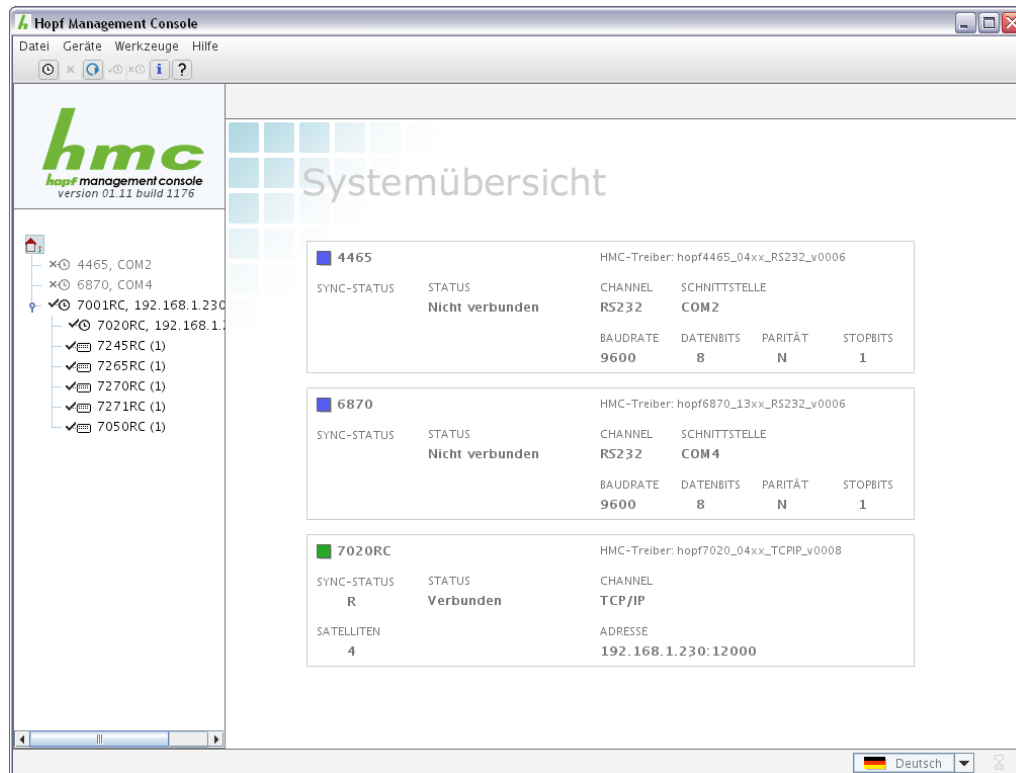 Hopf Management Console
Datei Geräte Werkzeuge Hilfe
hmc
hopf management console
version 01.11 build 1176
4465, COM2
6870, COM4
7001RC, 192.168.1.230
7020RC, 192.168.1.
7245RC (1)
7265RC (1)
7270RC (1)
7271RC (1)
7050RC (1)
Systemübersicht
4465 HMC-Treiber: hopf4465_04xx_RS232_v0006
SYNC-STATUS STATUS CHANNEL SCHNITTSTELLE
Nicht verbunden RS232 COM2
BAUDRATE DATENBITS PARITÄT STOPBITS
9600 8 N 1
6870 HMC-Treiber: hopf6870_13xx_RS232_v0006
SYNC-STATUS STATUS CHANNEL SCHNITTSTELLE
Nicht verbunden RS232 COM4
BAUDRATE DATENBITS PARITÄT STOPBITS
9600 8 N 1
7020RC HMC-Treiber: hopf7020_04xx_TCPIP_v0008
SYNC-STATUS STATUS CHANNEL
R Verbunden TCP/IP
SATELLITEN ADRESSE
4 192.168.1.230:12000
Deutsch